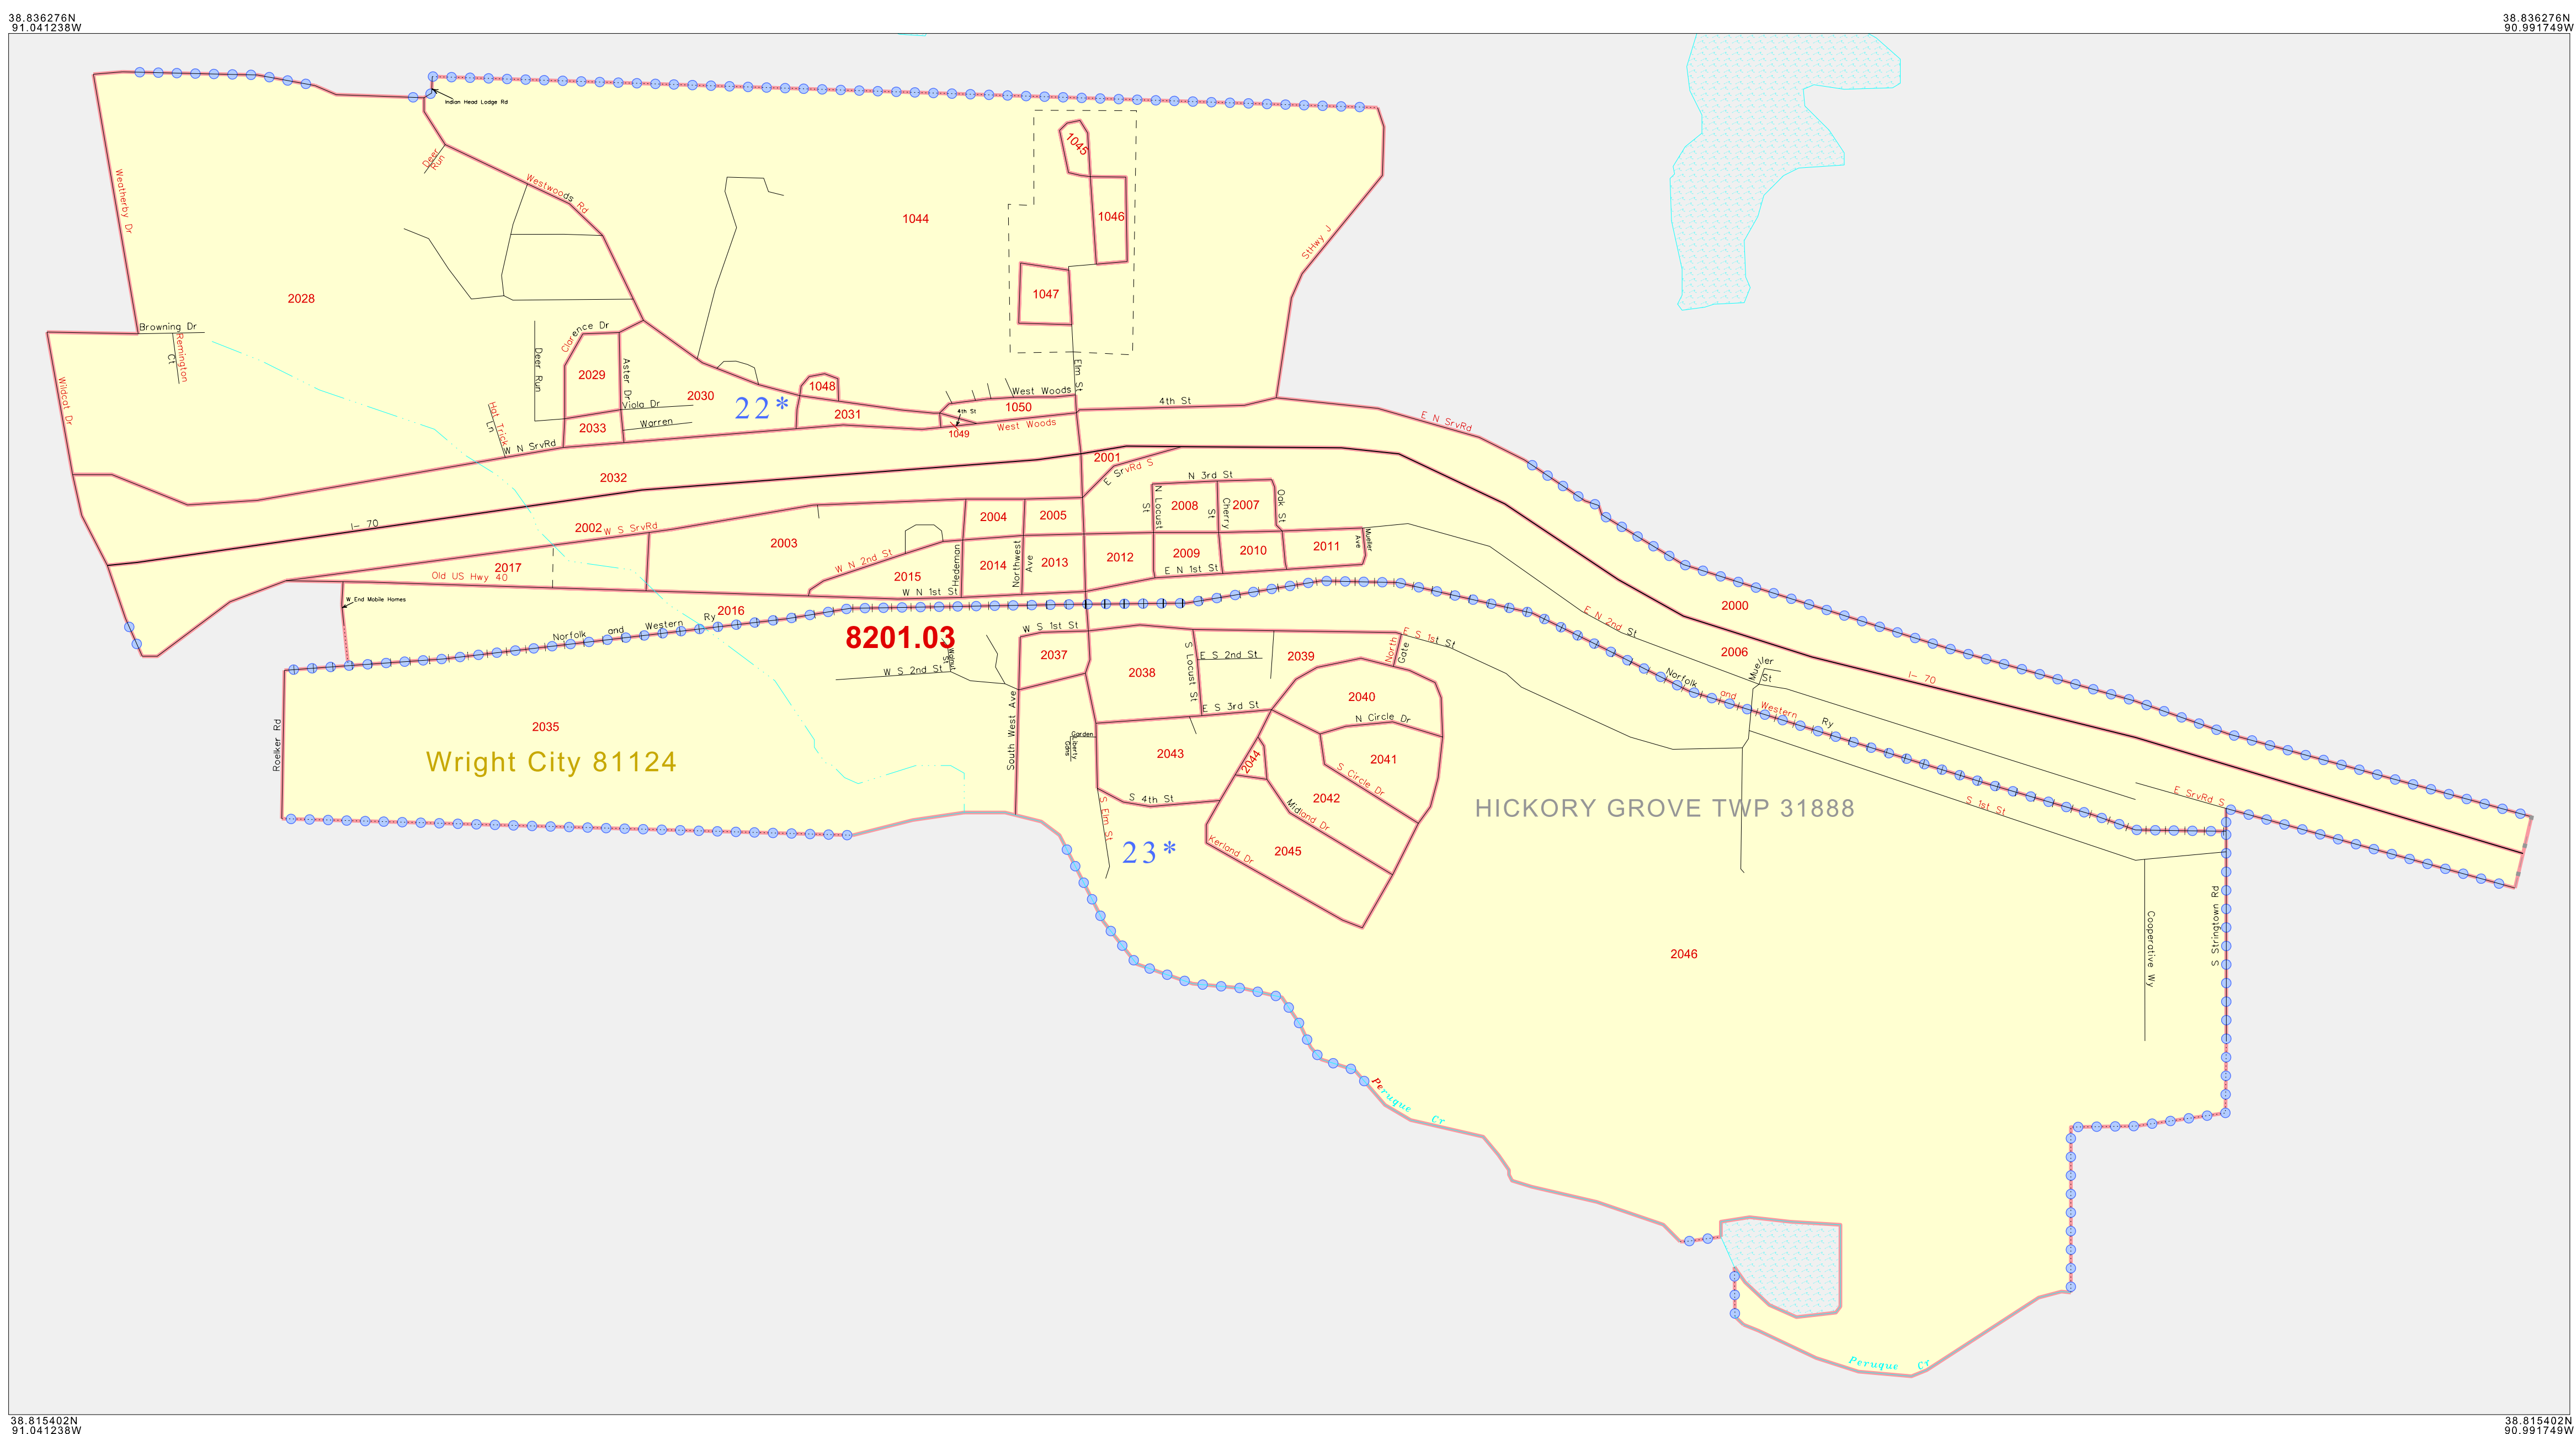 38.836276N
91.041238W
38.836276N
90.991749W
Indian Head Lodge Rd
Deer
Run
1045
Weatherby Dr
Westwoods Rd
1044
1046
StHwy J
2028
1047
Browning Dr
Remington
Ct
Clarence Dr
Deer Run
Aster Dr
Elm St
2029
1048
Wildcat Dr
2030
West Woods
22*
Viola Dr
1050
4th St
2031
4th St
Hat Trick
Ln
2033
Warren
1049
West Woods
E N SrvRd
W N SrvRd
2001
E SrvRd S
2032
N 3rd St
N Locust
St
2008
Cherry
St
2007
Oak St
I- 70
2002
W S SrvRd
2004
2005
2003
Mueller
Ave
W N 2nd St
Hedeman
Northwest
Ave
2012
2009
2010
2011
2017
2014
2013
Old US Hwy 40
2015
E N 1st St
W N 1st St
W End Mobile Homes
2016
2000
E N 2nd St
Norfolk and Western Ry
8201.03
W S 1st St
E S 1st St
North
Gate
Walnut
St
2037
S Locust St
E S 2nd St
2039
2006
W S 2nd St
2038
Mueller
St
I- 70
South West Ave
2040
Norfolk and Western Ry
E S 3rd St
N Circle Dr
Roelker Rd
2035
Garden
Liberty
Gdns
Wright City 81124
2043
2044
2041
S Circle Dr
S 4th St
2042
Midland Dr
HICKORY GROVE TWP 31888
E SrvRd S
S 1st St
S Elm St
23*
Kerland Dr
2045
S Stringtown Rd
Cooperative Wy
2046
Peruque Cr
Peruque Cr
38.815402N
91.041238W
38.815402N
90.991749W